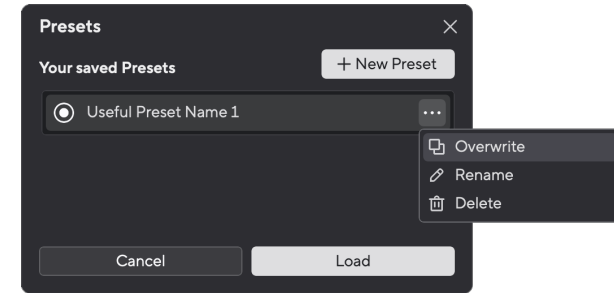 Presets
Your saved Presets
+ New Preset
Useful Preset Name 1
Overwrite
Rename
Delete
Cancel
Load